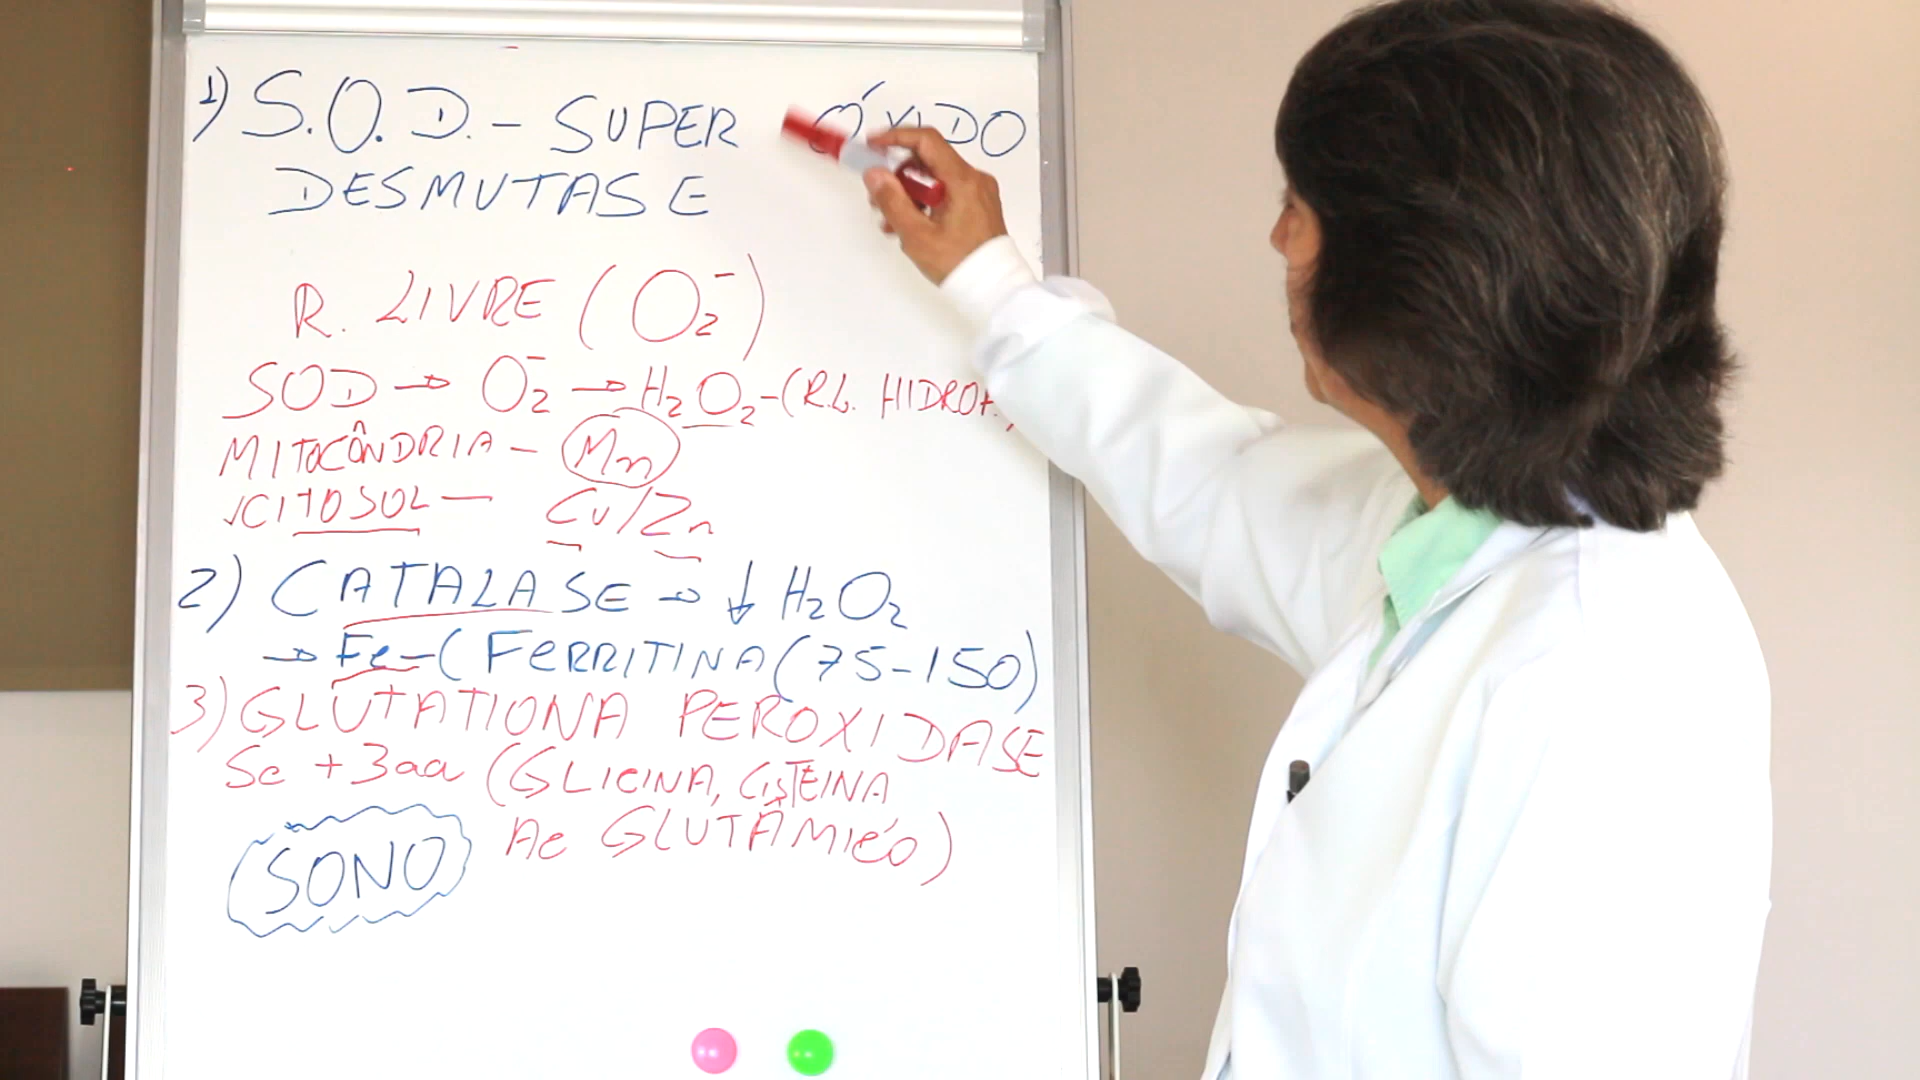 1) S.O.D. - SUPER ÓXIDO
DESMUTASE
R. LIVRE (O2-)
SOD → O2- → H2O2 - (R.L. HIDROX.
MITOCÔNDRIA - Mn
CITOSOL — Cu/Zn
2) CATALASE → ↓ H2O2
→ Fe - (FERRITINA (75-150)
3) GLUTATIONA PEROXIDASE
Se + 3aa (GLICINA, CISTEINA
Ac GLUTÂMICO)
SONO